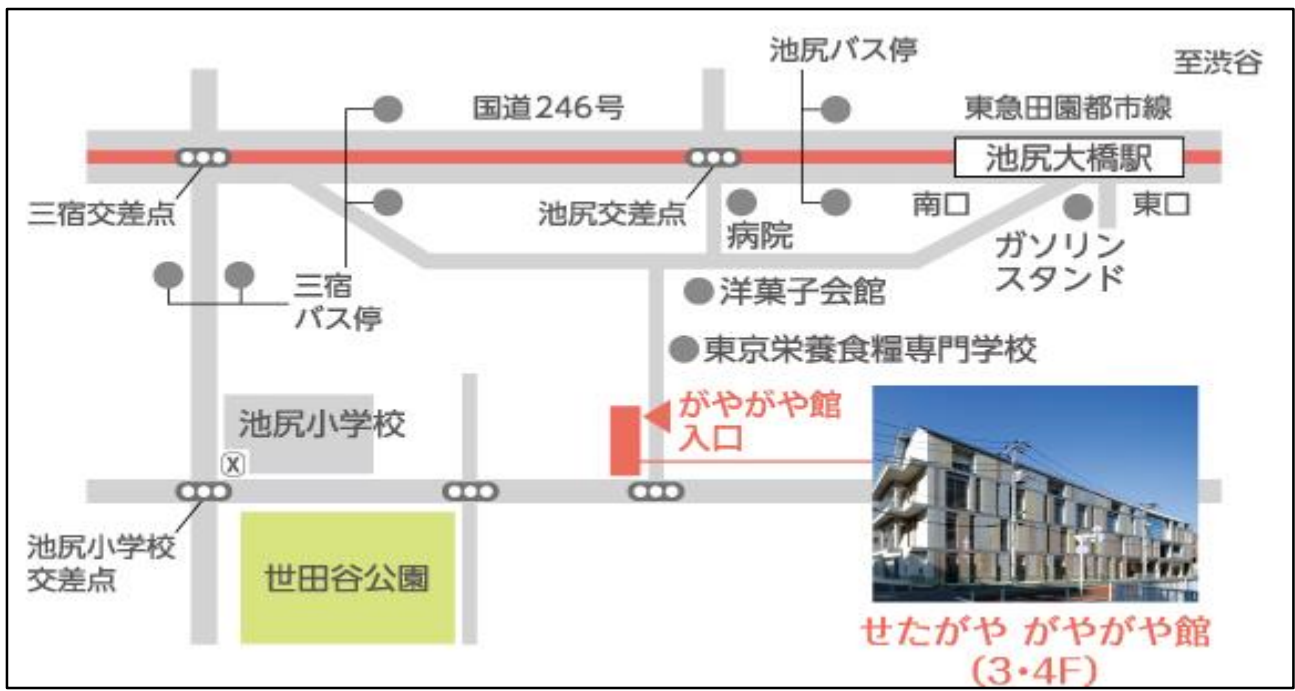 池尻バス停
至渋谷
国道246号
東急田園都市線
池尻大橋駅
三宿交差点
池尻交差点
南口
東口
病院
ガソリン
スタンド
三宿
バス停
洋菓子会館
東京栄養食糧専門学校
がやがや館
入口
池尻小学校
X
池尻小学校
交差点
世田谷公園
せたがや がやがや館
(3・4F)